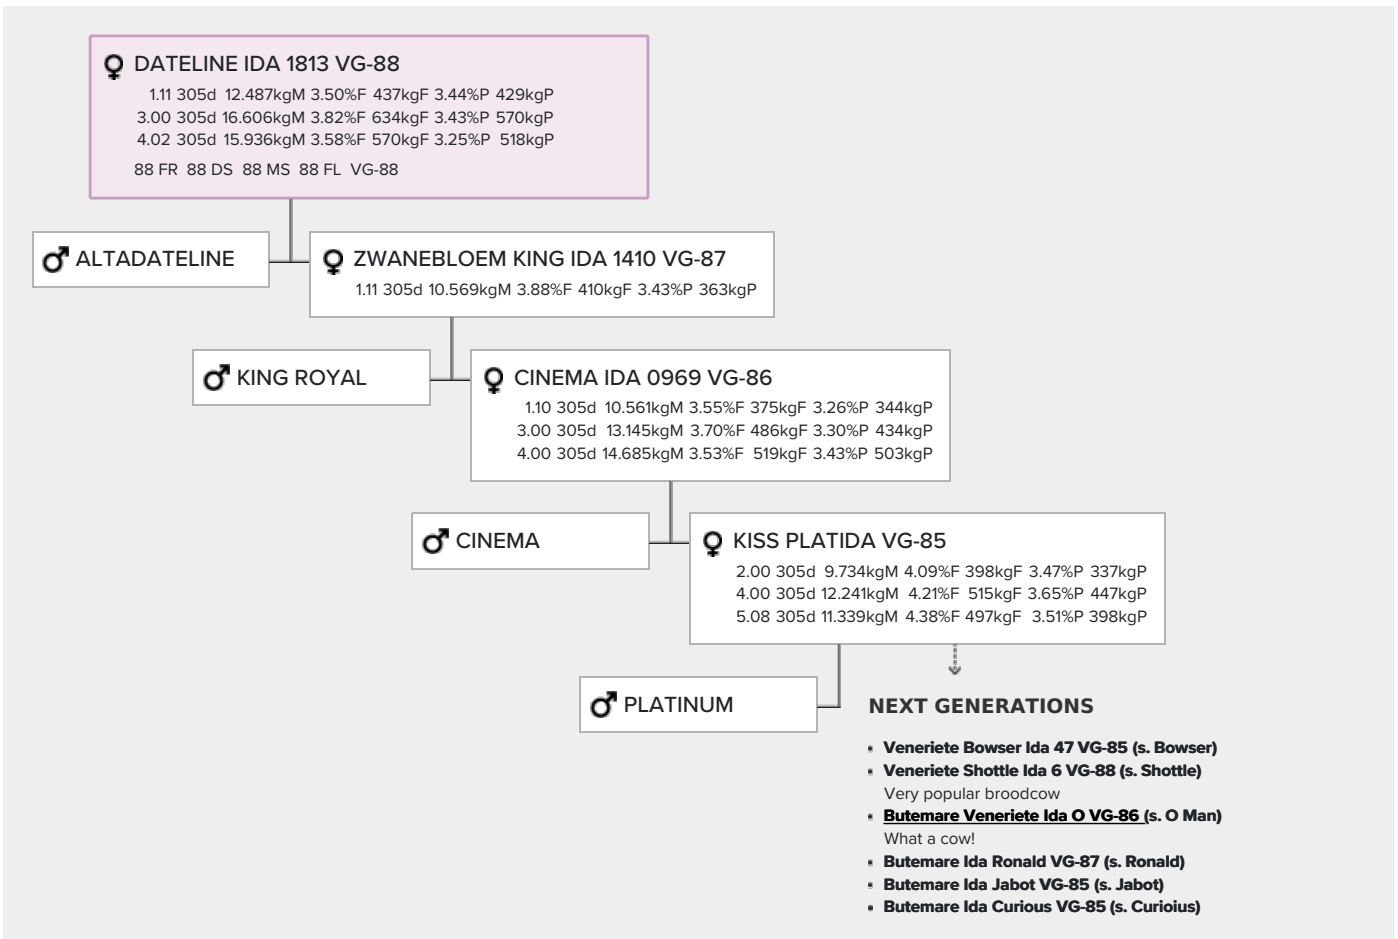 DATELINE IDA 1813 VG-88
1.11 305d 12.487kgM 3.50%F 437kgF 3.44%P 429kgP
3.00 305d 16.606kgM 3.82%F 634kgF 3.43%P 570kgP
4.02 305d 15.936kgM 3.58%F 570kgF 3.25%P 518kgP
88 FR 88 DS 88 MS 88 FL VG-88
ALTADATELINE
ZWANEBLOEM KING IDA 1410 VG-87
1.11 305d 10.569kgM 3.88%F 410kgF 3.43%P 363kgP
KING ROYAL
CINEMA IDA 0969 VG-86
1.10 305d 10.561kgM 3.55%F 375kgF 3.26%P 344kgP
3.00 305d 13.145kgM 3.70%F 486kgF 3.30%P 434kgP
4.00 305d 14.685kgM 3.53%F 519kgF 3.43%P 503kgP
CINEMA
KISS PLATIDA VG-85
2.00 305d 9.734kgM 4.09%F 398kgF 3.47%P 337kgP
4.00 305d 12.241kgM 4.21%F 515kgF 3.65%P 447kgP
5.08 305d 11.339kgM 4.38%F 497kgF 3.51%P 398kgP
PLATINUM
NEXT GENERATIONS
▪ Veneriete Bowser Ida 47 VG-85 (s. Bowser)
▪ Veneriete Shottle Ida 6 VG-88 (s. Shottle)
Very popular broodcow
▪ Butemare Veneriete Ida O VG-86 (s. O Man)
What a cow!
▪ Butemare Ida Ronald VG-87 (s. Ronald)
▪ Butemare Ida Jabot VG-85 (s. Jabot)
▪ Butemare Ida Curious VG-85 (s. Curioius)